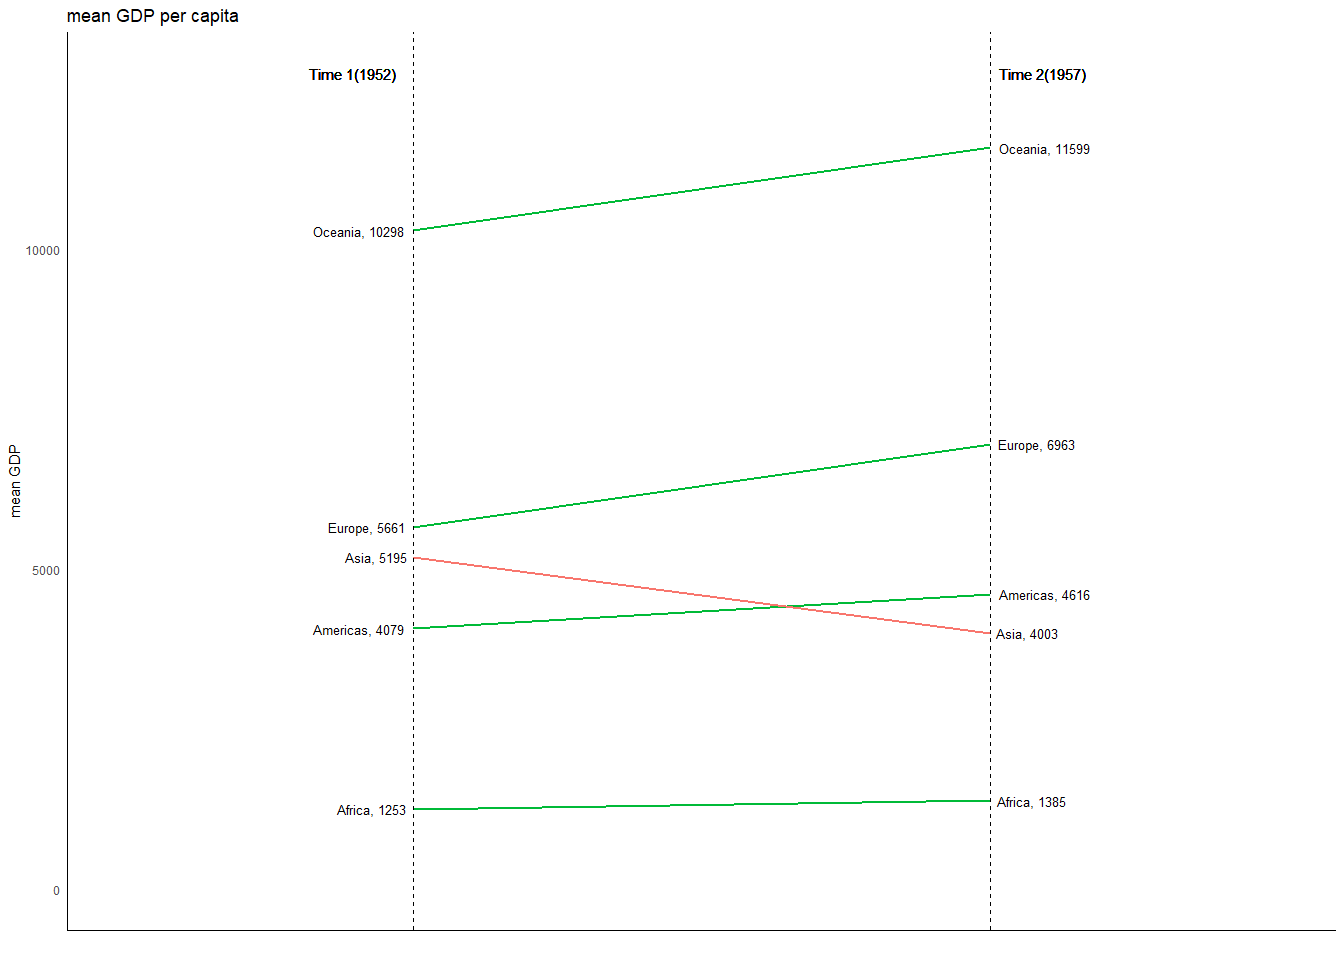 mean GDP per capita
Time 1(1952)
Time 2(1957)
Oceania, 11599
Oceania, 10298
10000
Europe, 6963
mean GDP
Europe, 5661
Asia, 5195
5000
Americas, 4616
Americas, 4079
Asia, 4003
Africa, 1385
Africa, 1253
0